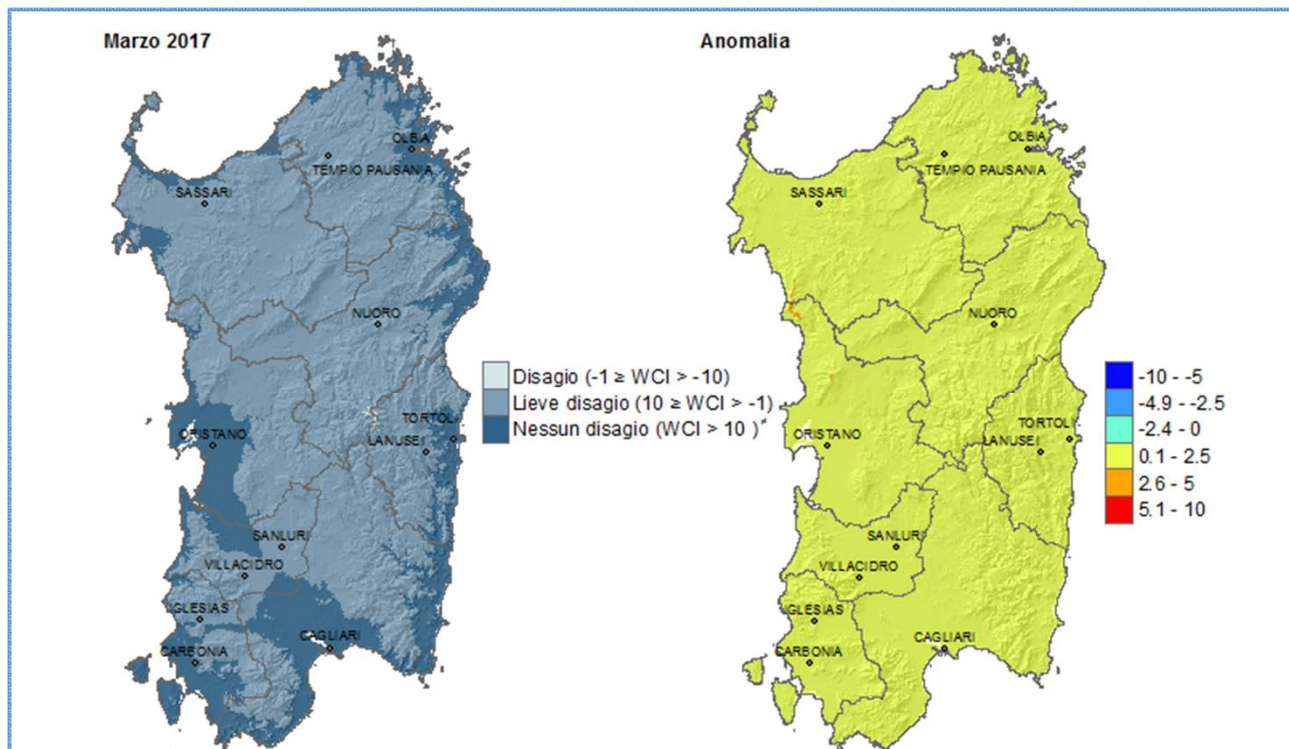 Marzo 2017
OLBIA
TEMPIO PAUSANIA
SASSARI
NUORO
TORTOLI
ORISTANO
LANUSEI
SANLURI
VILLACIDRO
IGLESIAS
CAGLIARI
CARBONIA
Disagio (-1 ≥ WCI > -10)
Lieve disagio (10 ≥ WCI > -1)
Nessun disagio (WCI > 10 )*
Anomalia
OLBIA
TEMPIO PAUSANIA
SASSARI
NUORO
TORTOLI
ORISTANO
LANUSEI
SANLURI
VILLACIDRO
IGLESIAS
CAGLIARI
CARBONIA
-10 - -5
-4.9 - -2.5
-2.4 - 0
0.1 - 2.5
2.6 - 5
5.1 - 10